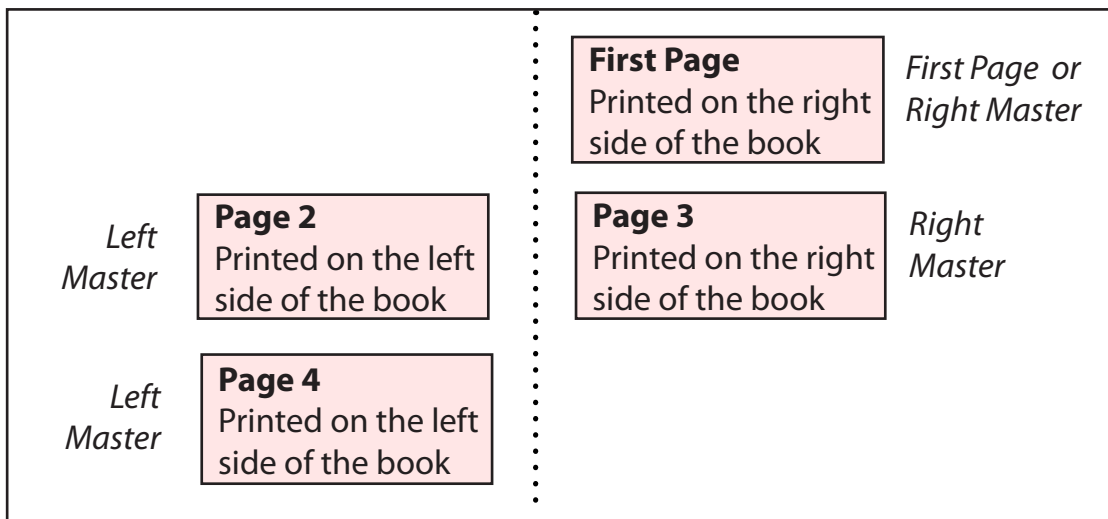 First Page
Printed on the right
side of the book
First Page or
Right Master
Left
Master
Page 2
Printed on the left
side of the book
Page 3
Printed on the right
side of the book
Right
Master
Left
Master
Page 4
Printed on the left
side of the book